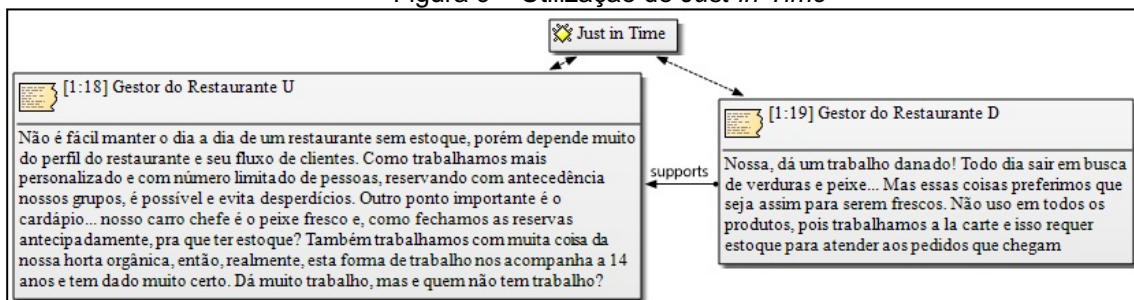 Just in Time
[1:18] Gestor do Restaurante U
Não é fácil manter o dia a dia de um restaurante sem estoque, porém depende muito
do perfil do restaurante e seu fluxo de clientes. Como trabalhamos mais
personalizado e com número limitado de pessoas, reservando com antecedência
nossos grupos, é possível e evita desperdícios. Outro ponto importante é o
cardápio... nosso carro chefe é o peixe fresco e, como fechamos as reservas
antecipadamente, pra que ter estoque? Também trabalhamos com muita coisa da
nossa horta orgânica, então, realmente, esta forma de trabalho nos acompanha a 14
anos e tem dado muito certo. Dá muito trabalho, mas e quem não tem trabalho?
supports
[1:19] Gestor do Restaurante D
Nossa, dá um trabalho danado! Todo dia sair em busca
de verduras e peixe... Mas essas coisas preferimos que
seja assim para serem frescos. Não uso em todos os
produtos, pois trabalhamos a la carte e isso requer
estoque para atender aos pedidos que chegam